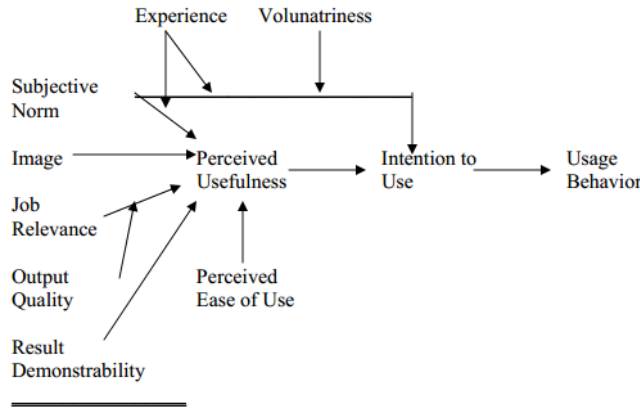 Experience
Volunatriness
Subjective
Norm
Image
Perceived
Usefulness
Intention to
Use
Usage
Behavior
Job
Relevance
Output
Quality
Perceived
Ease of Use
Result
Demonstrability